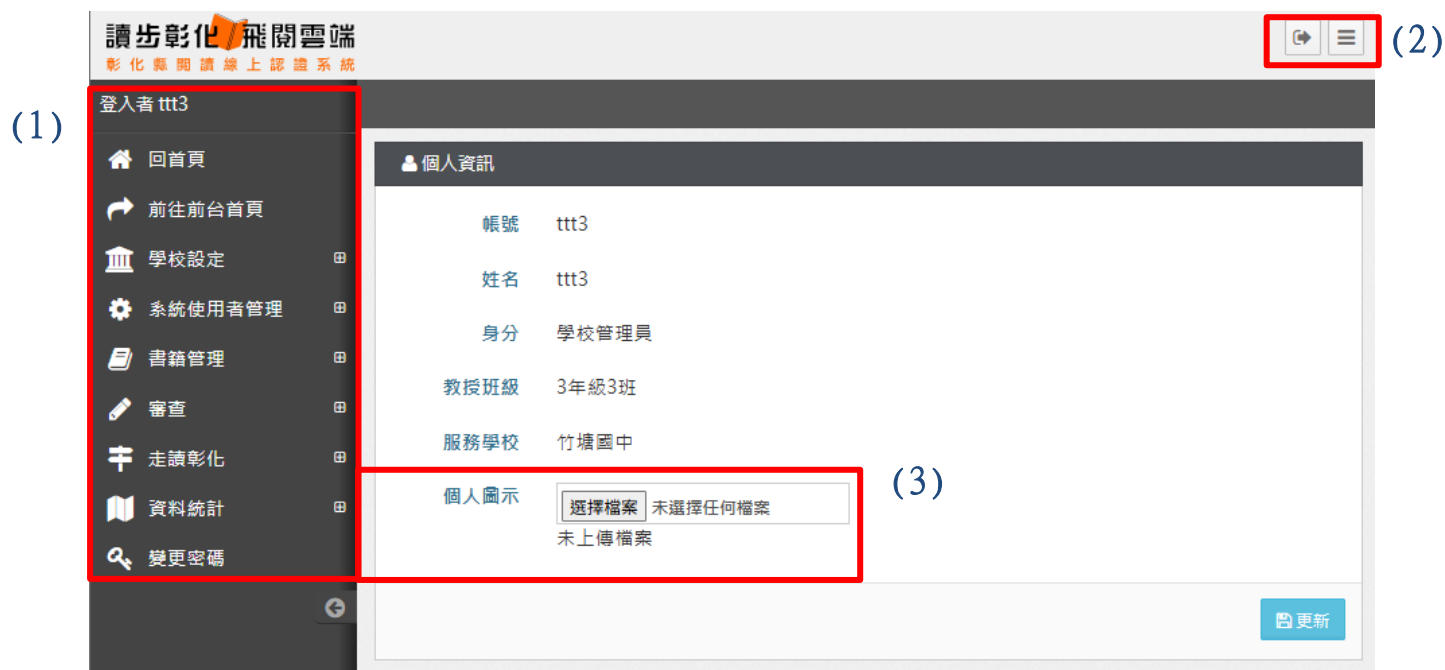 讀步彰化/飛閱雲端
彰化縣閱讀線上認證系統
(2)
(1)
登入者 ttt3
回首頁
前往前台首頁
學校設定
系統使用者管理
書籍管理
審查
走讀彰化
資料統計
變更密碼
個人資訊
帳號 ttt3
姓名 ttt3
身分 學校管理員
教授班級 3年級3班
服務學校 竹塘國中
(3)
個人圖示 選擇檔案 未選擇任何檔案
未上傳檔案
更新